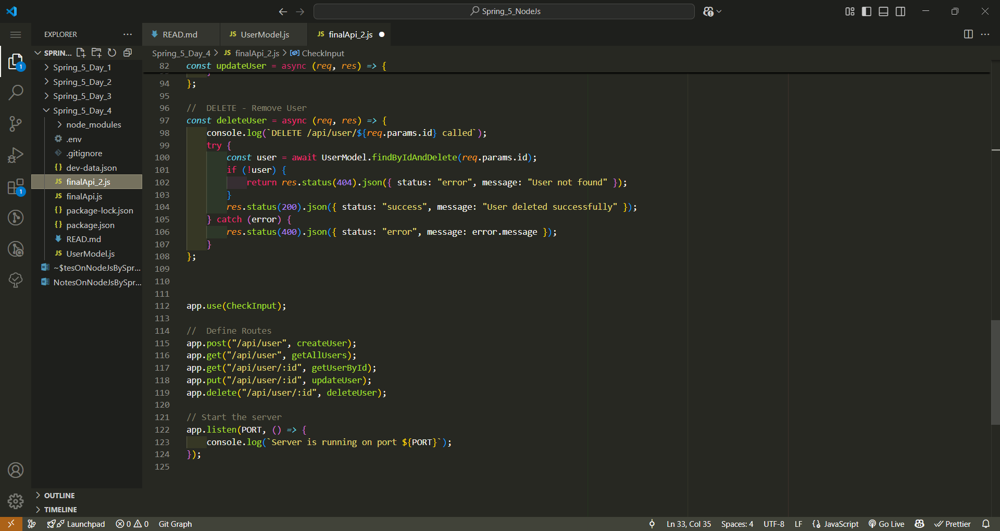 Spring_5_NodeJs
EXPLORER
READ.md
JS UserModel.js
JS finalApi_2.js
SPRIN...
Spring_5_Day_1
Spring_5_Day_2
Spring_5_Day_3
Spring_5_Day_4
node_modules
.env
.gitignore
{} dev-data.json
JS finalApi_2.js
JS finalApi.js
{} package-lock.json
{} package.json
READ.md
JS UserModel.js
~$tesOnNodeJsBySpr...
NotesOnNodeJsBySpr...
OUTLINE
TIMELINE
1
1
Spring_5_Day_4 > JS finalApi_2.js > CheckInput
82 const updateUser = async (req, res) => {
94 };
95
96 //  DELETE - Remove User
97 const deleteUser = async (req, res) => {
98     console.log(`DELETE /api/user/${req.params.id} called`);
99     try {
100         const user = await UserModel.findByIdAndDelete(req.params.id);
101         if (!user) {
102             return res.status(404).json({ status: "error", message: "User not found" });
103         }
104         res.status(200).json({ status: "success", message: "User deleted successfully" });
105     } catch (error) {
106         res.status(400).json({ status: "error", message: error.message });
107     }
108 };
109
110
111
112 app.use(CheckInput);
113
114 //  Define Routes
115 app.post("/api/user", createUser);
116 app.get("/api/user", getAllUsers);
117 app.get("/api/user/:id", getUserById);
118 app.put("/api/user/:id", updateUser);
119 app.delete("/api/user/:id", deleteUser);
120
121 // Start the server
122 app.listen(PORT, () => {
123     console.log(`Server is running on port ${PORT}`);
124 });
125
Launchpad 0 0 Git Graph Ln 33, Col 35 Spaces: 4 UTF-8 LF JavaScript Go Live Prettier